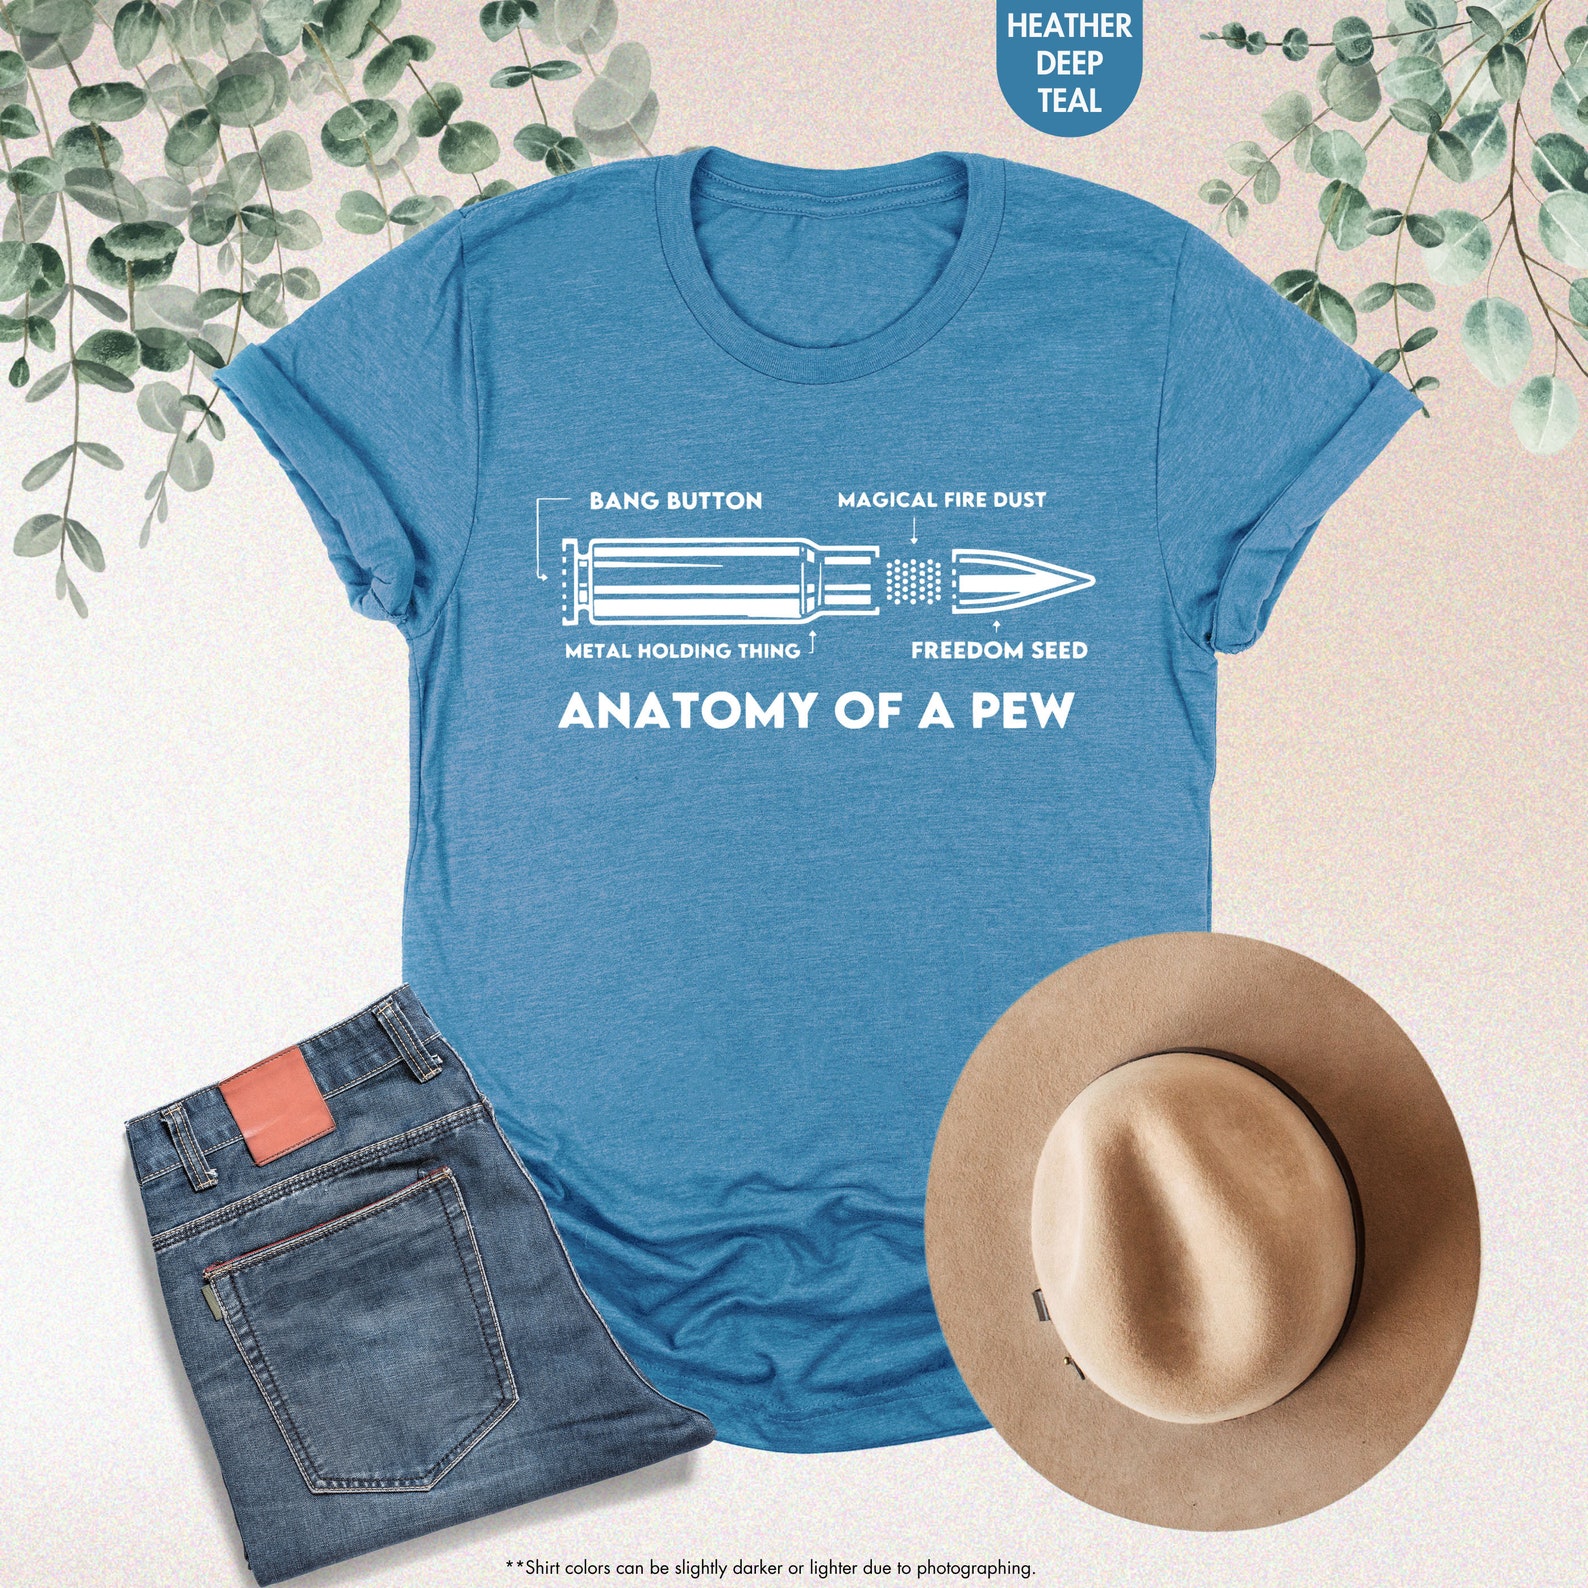 HEATHER
DEEP
TEAL
BANG BUTTON
MAGICAL FIRE DUST
METAL HOLDING THING
FREEDOM SEED
ANATOMY OF A PEW
**Shirt colors can be slightly darker or lighter due to photographing.